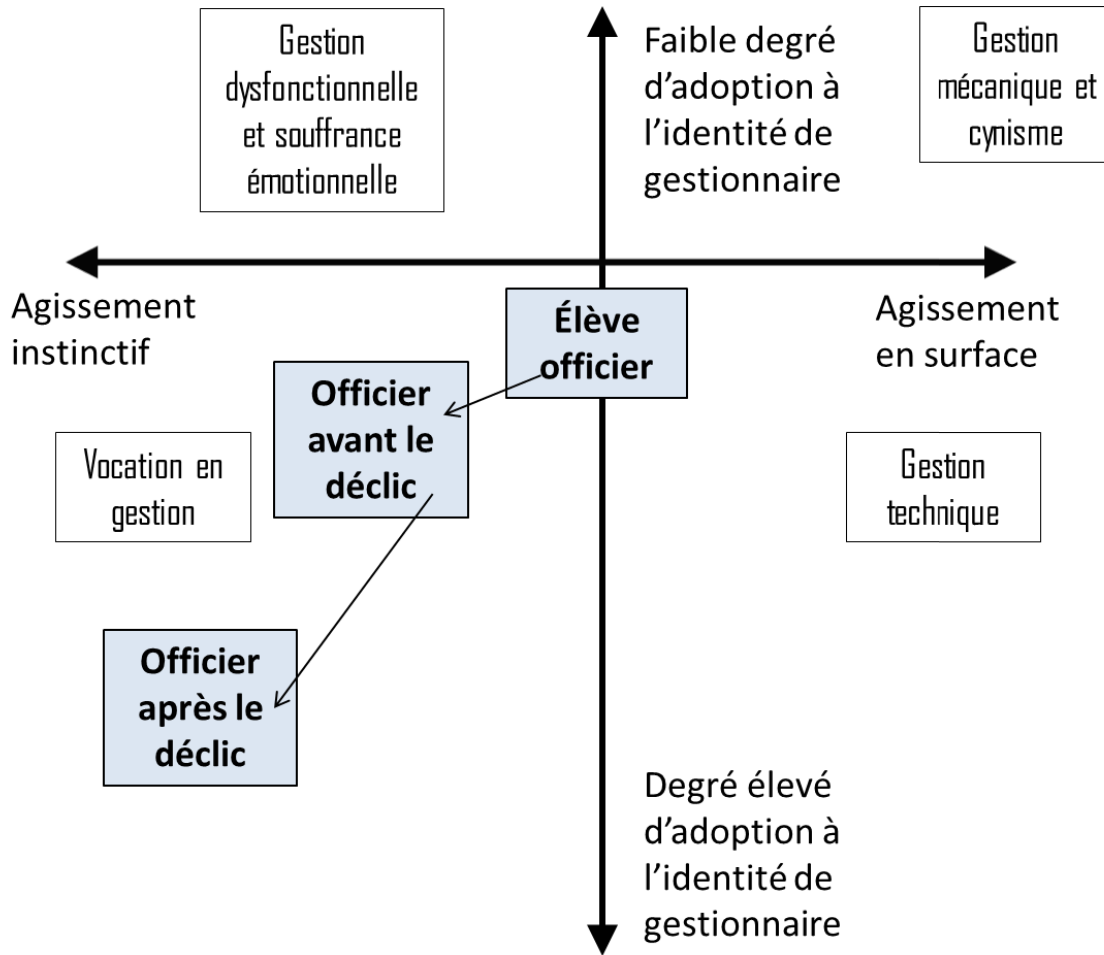 Gestion
dysfonctionnelle
et souffrance
émotionnelle
Faible degré
d'adoption à
l'identité de
gestionnaire
Gestion
mécanique et
cynisme
Agissement
instinctif
Élève
officier
Agissement
en surface
Officier
avant le
déclic
Vocation en
gestion
Gestion
technique
Officier
après le
déclic
Degré élevé
d'adoption à
l'identité de
gestionnaire